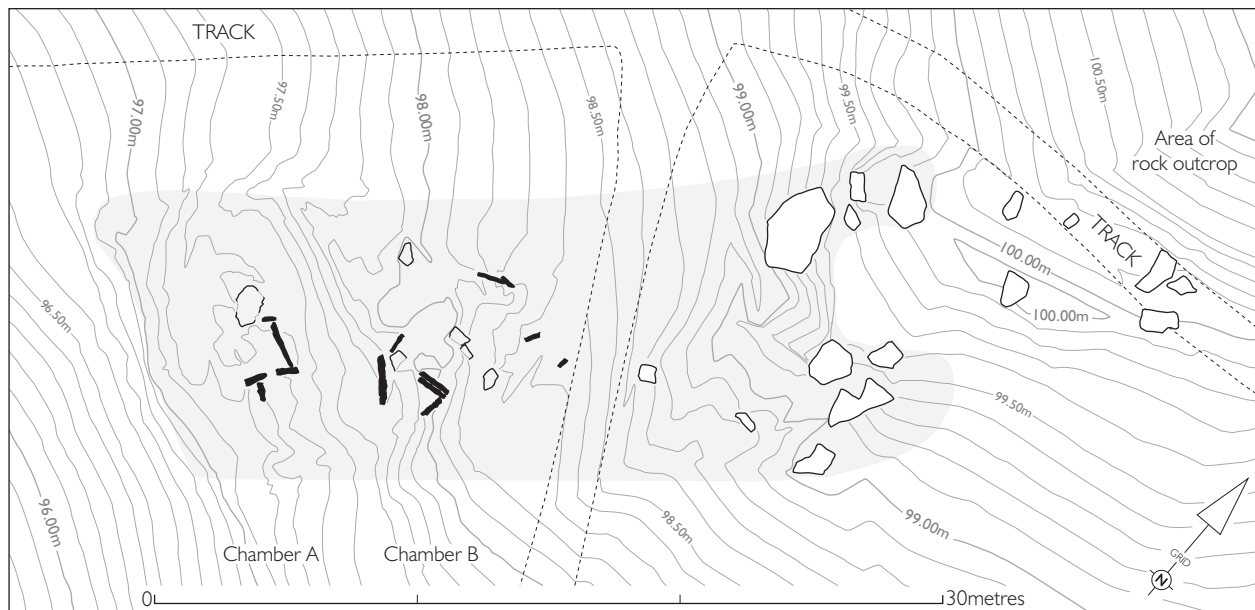 TRACK
97.00m
97.50m
98.00m
98.50m
99.00m
99.50m
100.50m
Area of
rock outcrop
TRACK
100.00m
100.00m
96.50m
99.50m
96.00m
98.50m
99.00m
Chamber A
Chamber B
GRID
N
0
30metres